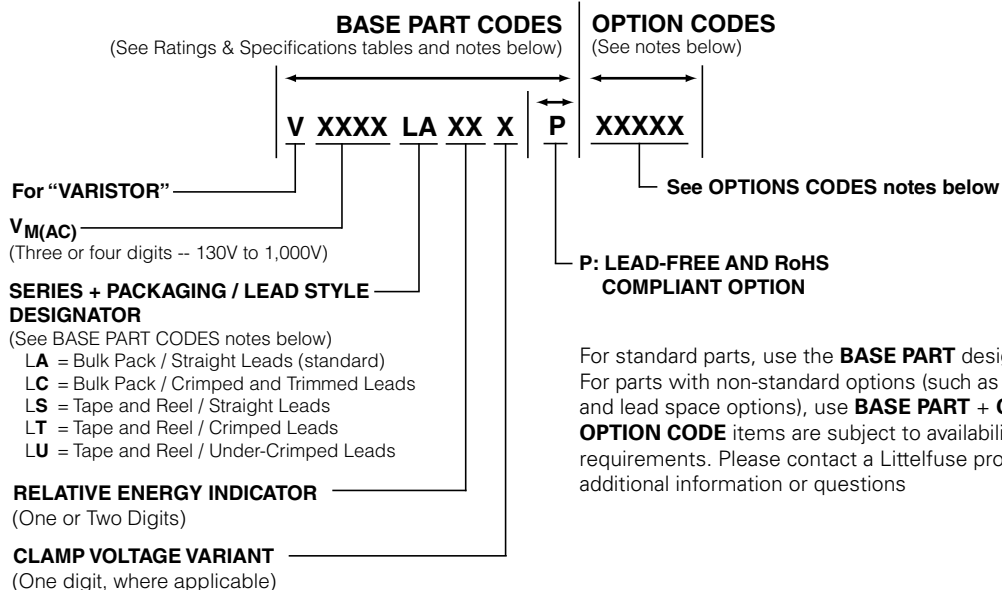 BASE PART CODES
(See Ratings & Specifications tables and notes below)
OPTION CODES
(See notes below)
V XXXX LA XX X P XXXXX
For “VARISTOR”
See OPTIONS CODES notes below
VM(AC)
(Three or four digits -- 130V to 1,000V)
P: LEAD-FREE AND RoHS
COMPLIANT OPTION
SERIES + PACKAGING / LEAD STYLE
DESIGNATOR
(See BASE PART CODES notes below)
LA = Bulk Pack / Straight Leads (standard)
LC = Bulk Pack / Crimped and Trimmed Leads
LS = Tape and Reel / Straight Leads
LT = Tape and Reel / Crimped Leads
LU = Tape and Reel / Under-Crimped Leads
RELATIVE ENERGY INDICATOR
(One or Two Digits)
CLAMP VOLTAGE VARIANT
(One digit, where applicable)
For standard parts, use the BASE PART
For parts with non-standard options (such as
and lead space options), use BASE PART +
OPTION CODE items are subject to
requirements. Please contact a Littelfuse
additional information or questions